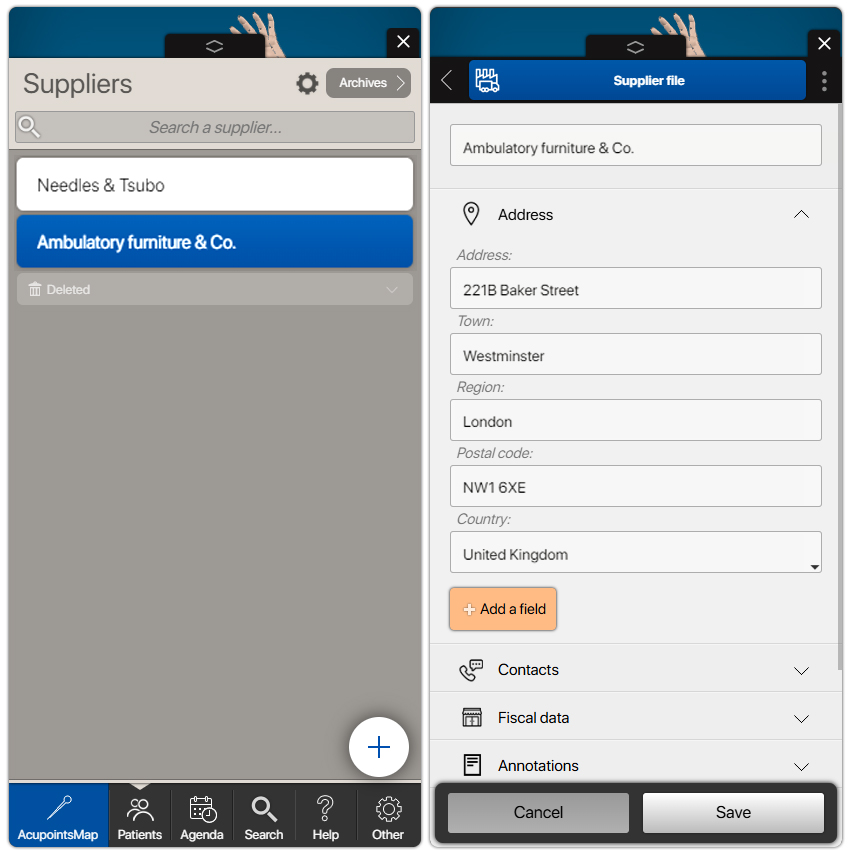 Suppliers
Archives
Search a supplier...
Needles & Tsubo
Ambulatory furniture & Co.
Deleted
AcupointsMap
Patients
Agenda
Search
Help
Other
Supplier file
Ambulatory furniture & Co.
Address
Address:
221B Baker Street
Town:
Westminster
Region:
London
Postal code:
NW1 6XE
Country:
United Kingdom
+ Add a field
Contacts
Fiscal data
Annotations
Cancel
Save